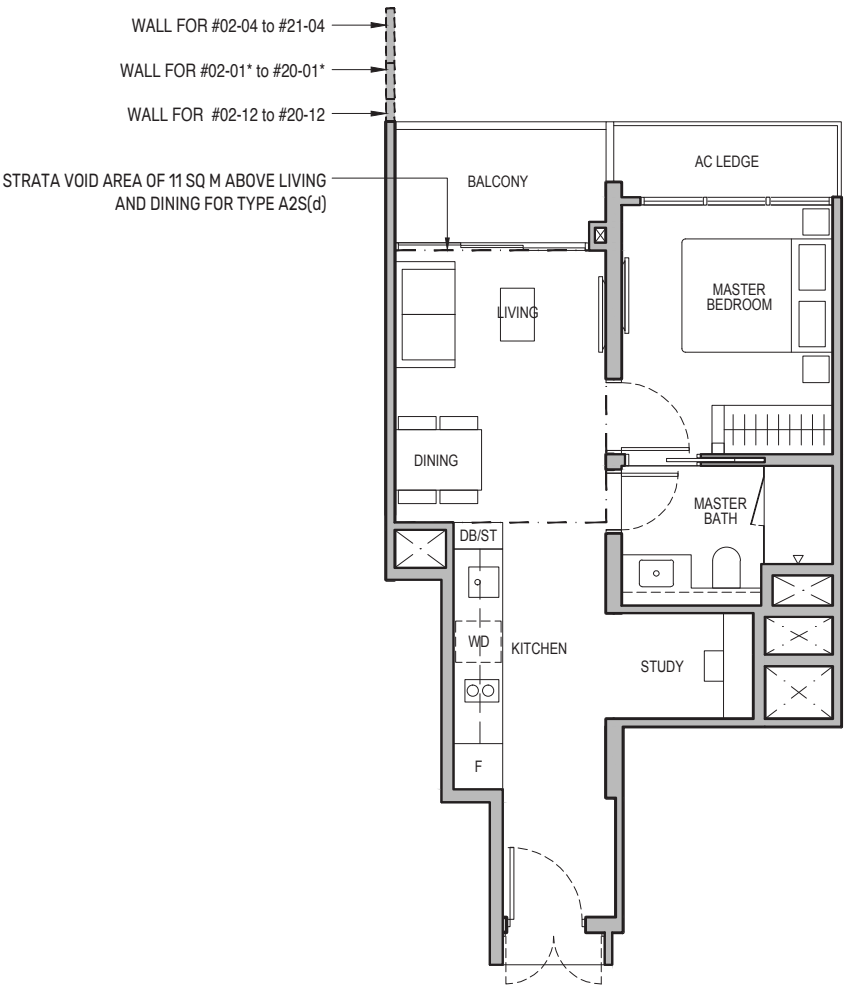 WALL FOR #02-04 to #21-04
WALL FOR #02-01* to #20-01*
WALL FOR #02-12 to #20-12
STRATA VOID AREA OF 11 SQ M ABOVE LIVING
AND DINING FOR TYPE A2S(d)
BALCONY
AC LEDGE
LIVING
MASTER
BEDROOM
DINING
MASTER
BATH
DB/ST
WD
KITCHEN
STUDY
F